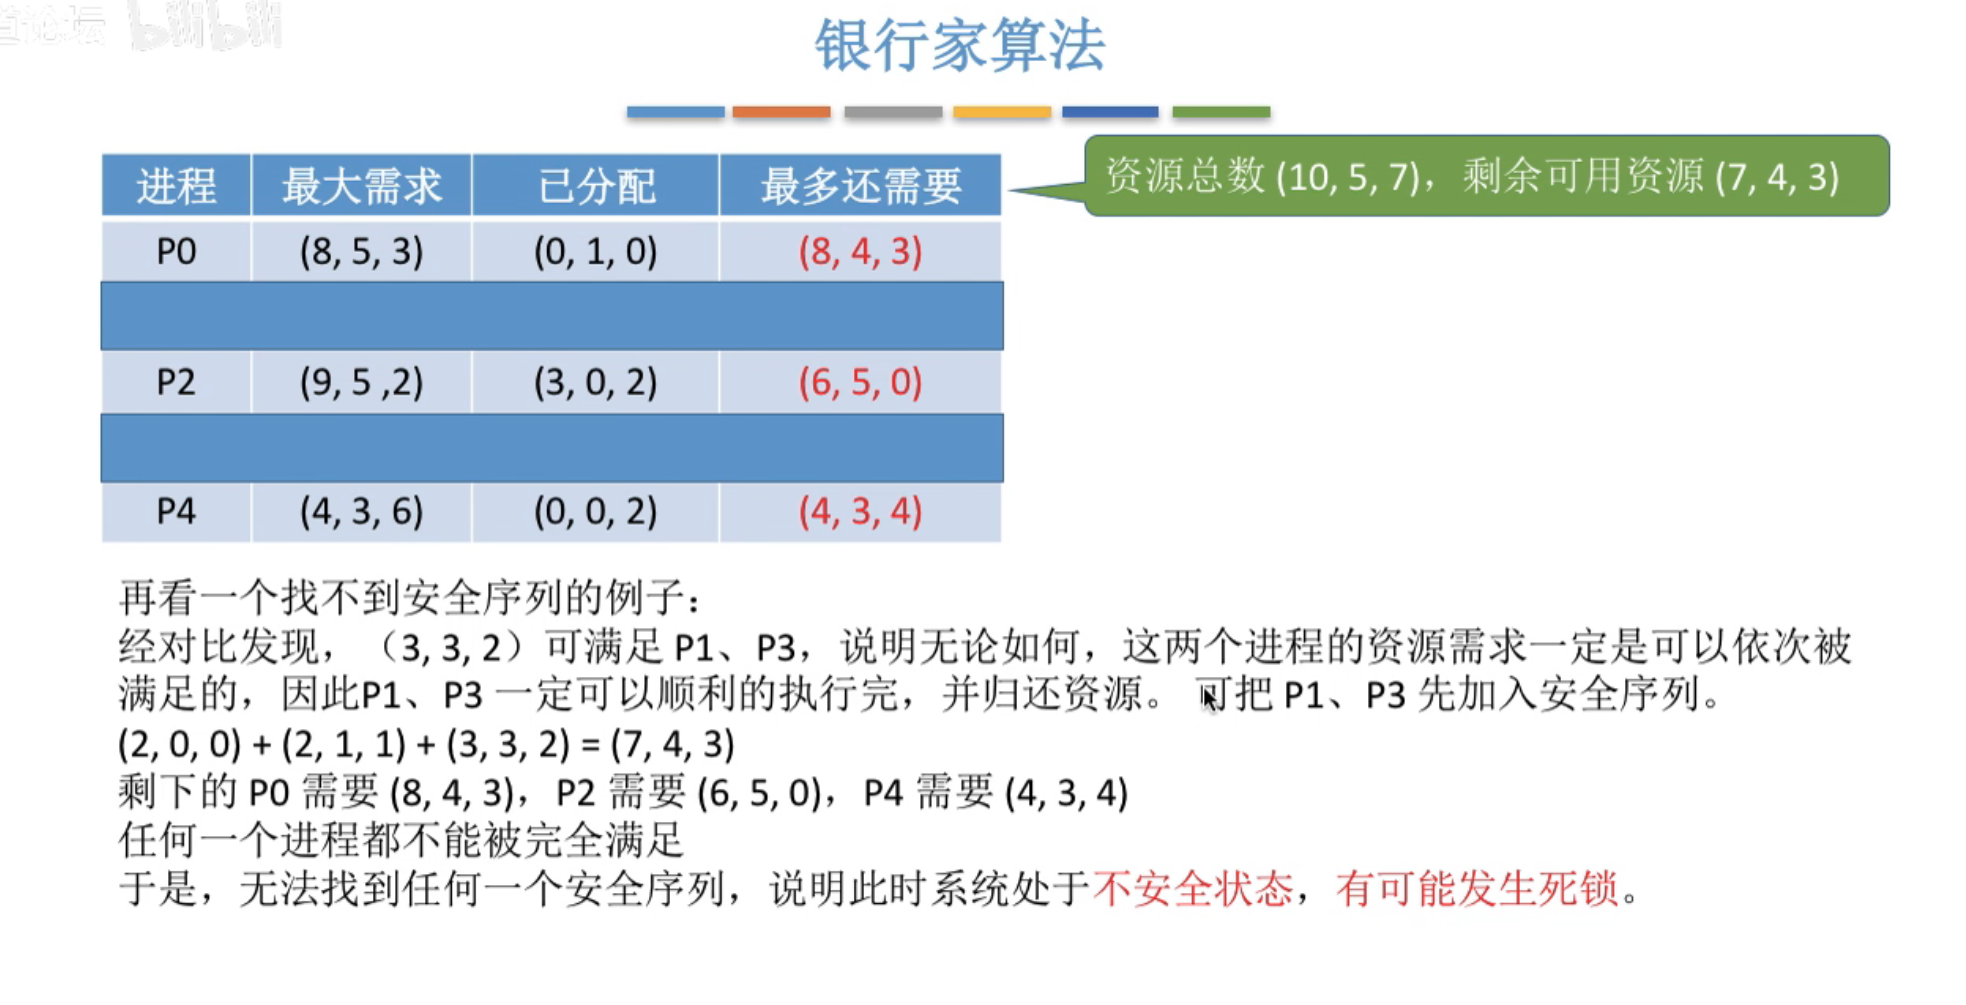 道论坛 bilibili
银行家算法
资源总数 (10, 5, 7)，剩余可用资源 (7, 4, 3)
进程 最大需求 已分配 最多还需要
P0 (8, 5, 3) (0, 1, 0) (8, 4, 3)
P2 (9, 5 ,2) (3, 0, 2) (6, 5, 0)
P4 (4, 3, 6) (0, 0, 2) (4, 3, 4)
再看一个找不到安全序列的例子：
经对比发现，（3, 3, 2）可满足 P1、P3，说明无论如何，这两个进程的资源需求一定是可以依次被
满足的，因此P1、P3 一定可以顺利的执行完，并归还资源。 可把 P1、P3 先加入安全序列。
(2, 0, 0) + (2, 1, 1) + (3, 3, 2) = (7, 4, 3)
剩下的 P0 需要 (8, 4, 3)，P2 需要 (6, 5, 0)，P4 需要 (4, 3, 4)
任何一个进程都不能被完全满足
于是，无法找到任何一个安全序列，说明此时系统处于不安全状态，有可能发生死锁。